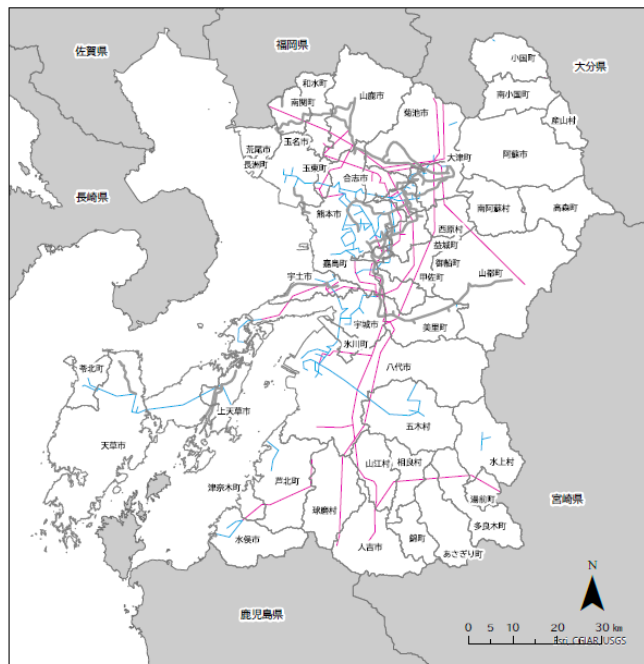 佐賀県
福岡県
大分県
小国町
和水町
南関町
山鹿市
菊池市
南小国町
産山村
荒尾市
玉名市
長洲町
玉東町
合志市
大津町
阿蘇市
長崎県
熊本市
南阿蘇村
高森町
西原村
益城町
嘉島町
御船町
宇土市
甲佐町
山都町
宇城市
美里町
氷川町
八代市
苓北町
上天草市
五木村
天草市
水上村
津奈木町
芦北町
山江村
相良村
湯前町
球磨村
宮崎県
多良木町
水俣市
人吉市
錦町
あさぎり町
鹿児島県
N
0 5 10 20 30 km
Esri, CGIAR, USGS